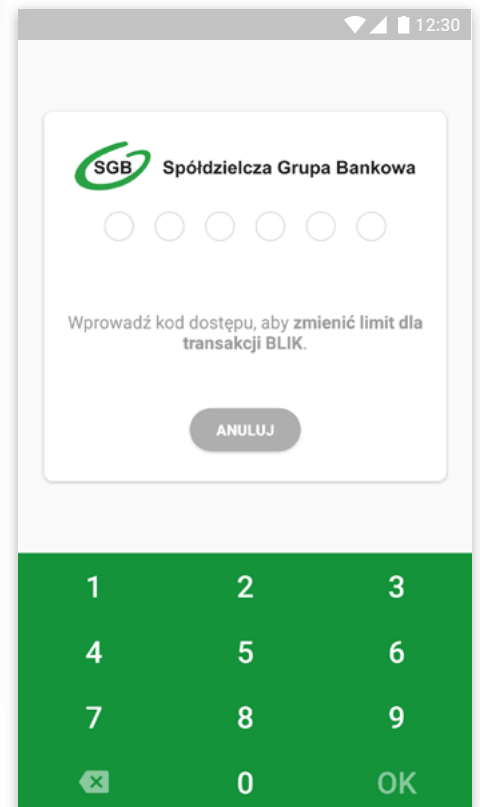 12:30
SGB Spółdzielcza Grupa Bankowa
Wprowadź kod dostępu, aby zmienić limit dla
transakcji BLIK.
ANULUJ
1 2 3
4 5 6
7 8 9
0 OK